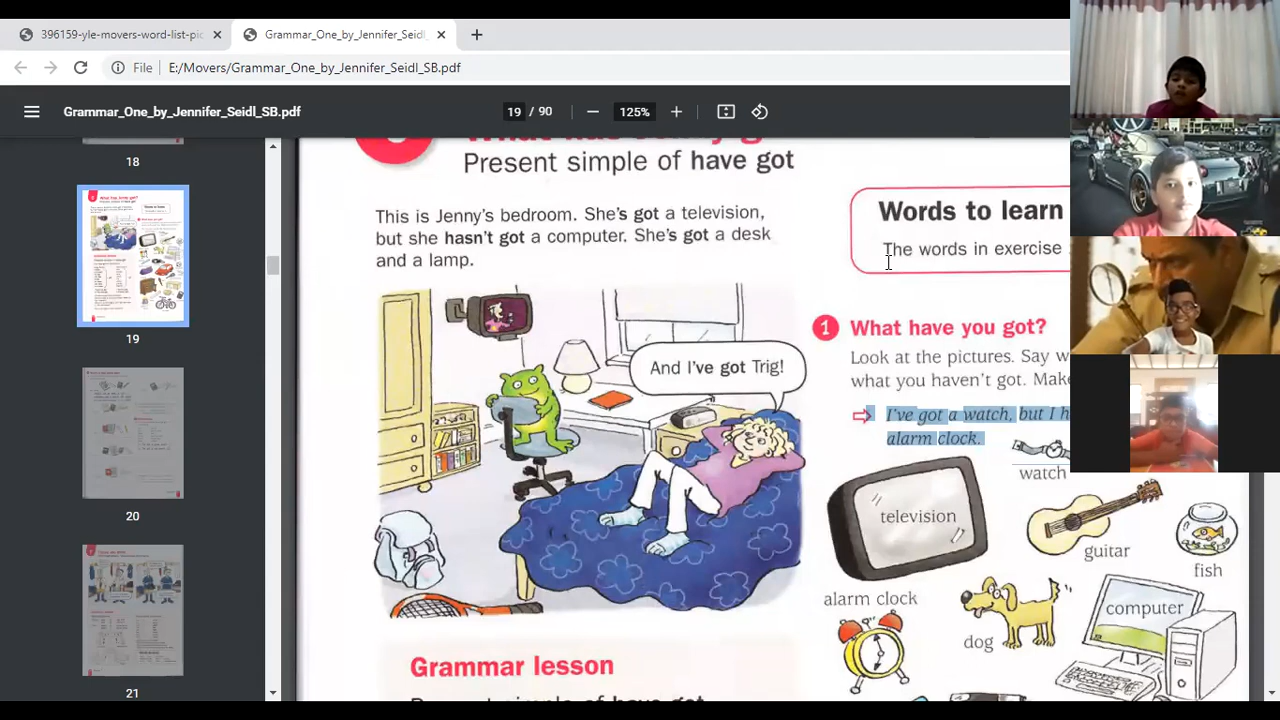 396159-yle-movers-word-list-pic
Grammar_One_by_Jennifer_Seidl_
File
E:/Movers/Grammar_One_by_Jennifer_Seidl_SB.pdf
Grammar_One_by_Jennifer_Seidl_SB.pdf
19 / 90
125%
18
19
20
21
Present simple of have got
This is Jenny's bedroom. She's got a television,
but she hasn't got a computer. She's got a desk
and a lamp.
And I've got Trig!
Words to learn
The words in exercise
1 What have you got?
Look at the pictures. Say w
what you haven't got. Mak
I've got a watch, but I h
alarm clock.
watch
television
guitar
fish
alarm clock
dog
computer
Grammar lesson